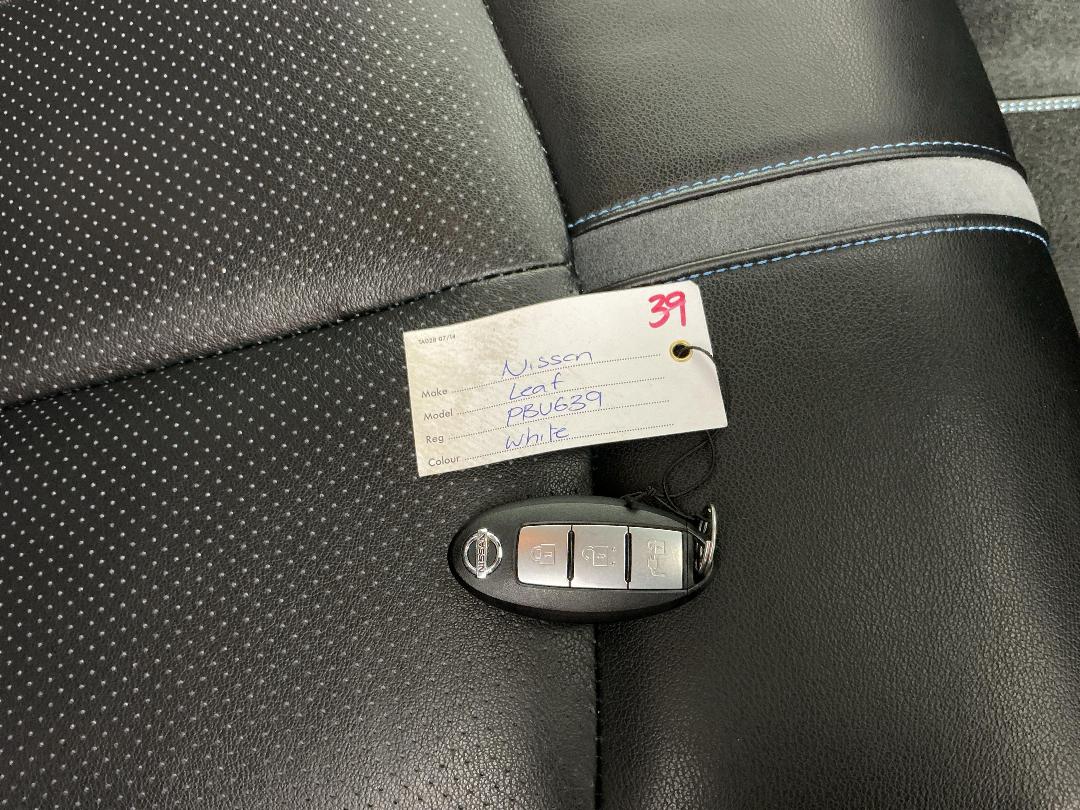 39
TA028 07/14
Make Nissan
Model Leaf
Reg PBU639
Colour white
NISSAN